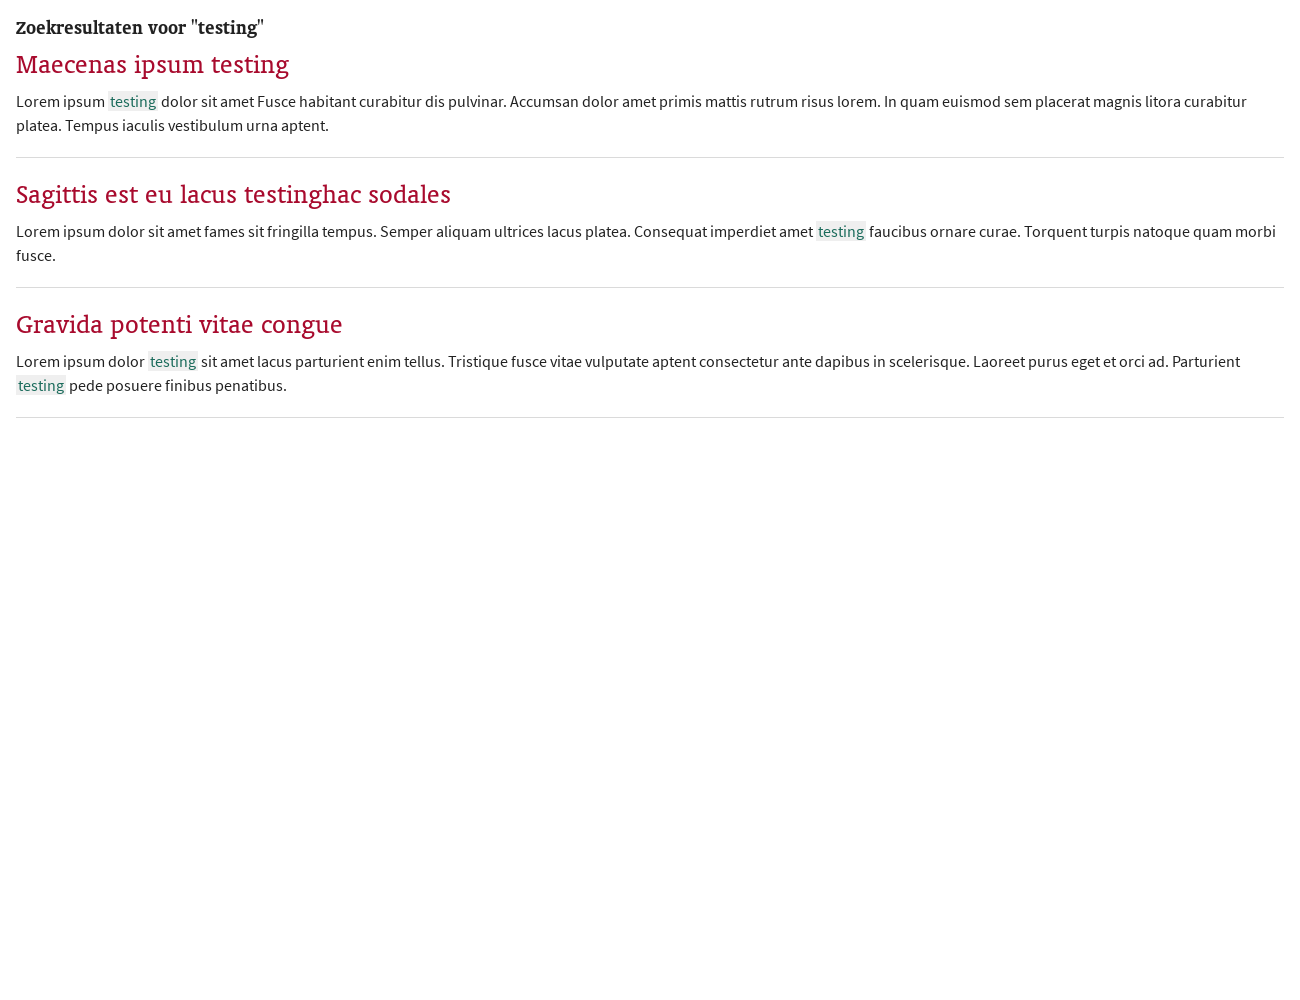 Zoekresultaten voor "testing"
Maecenas ipsum testing
Lorem ipsum testing dolor sit amet Fusce habitant curabitur dis pulvinar. Accumsan dolor amet primis mattis rutrum risus lorem. In quam euismod sem placerat magnis litora curabitur
platea. Tempus iaculis vestibulum urna aptent.
Sagittis est eu lacus testinghac sodales
Lorem ipsum dolor sit amet fames sit fringilla tempus. Semper aliquam ultrices lacus platea. Consequat imperdiet amet testing faucibus ornare curae. Torquent turpis natoque quam morbi
fusce.
Gravida potenti vitae congue
Lorem ipsum dolor testing sit amet lacus parturient enim tellus. Tristique fusce vitae vulputate aptent consectetur ante dapibus in scelerisque. Laoreet purus eget et orci ad. Parturient
testing pede posuere finibus penatibus.